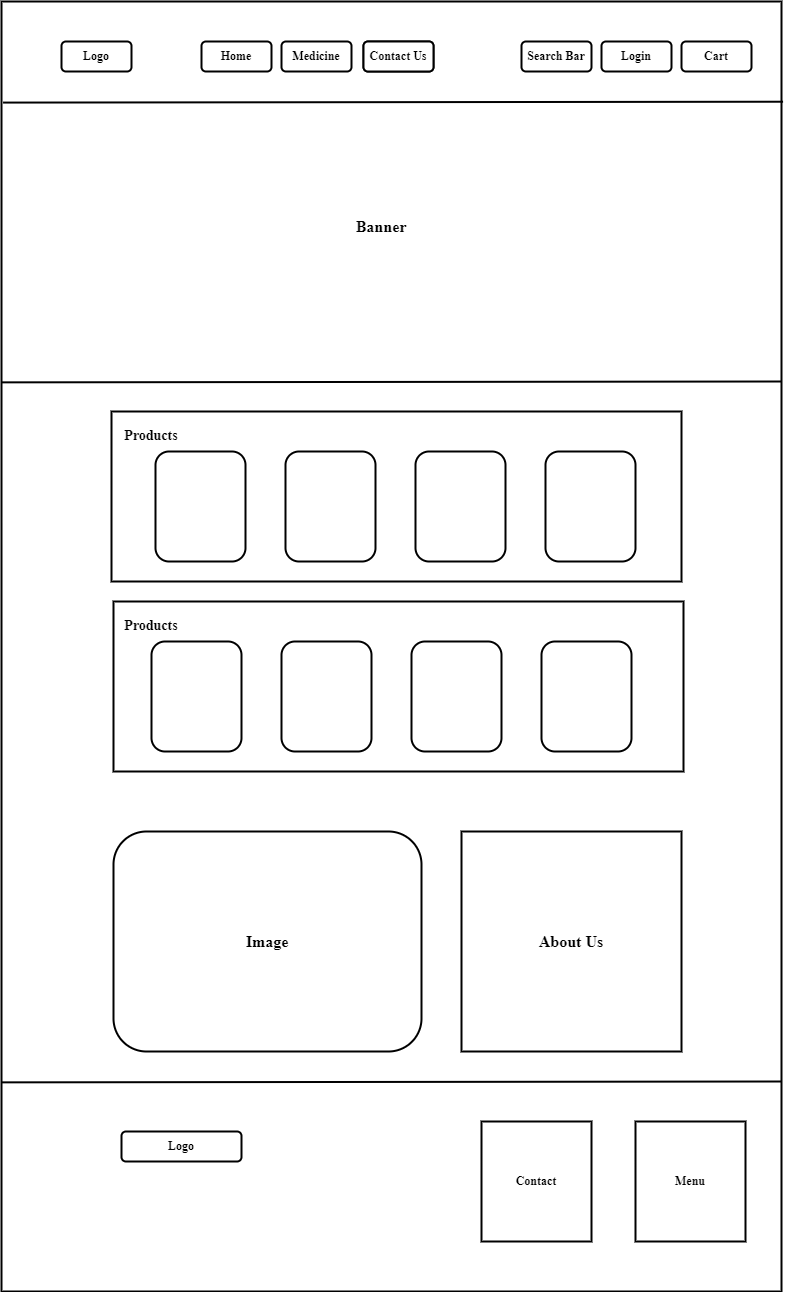 Logo
Home
Medicine
Contact Us
Search Bar
Login
Cart
Banner
Products
Products
Image
About Us
Logo
Contact
Menu